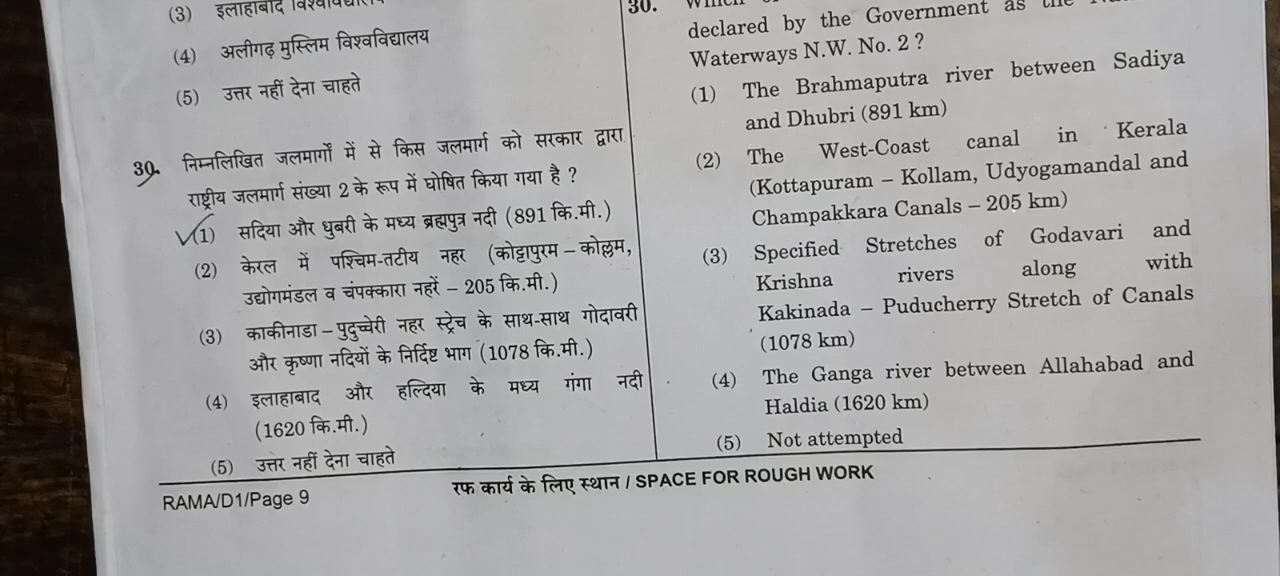 (3) इलाहाबाद
(4) अलीगढ़ मुस्लिम विश्वविद्यालय
(5) उत्तर नहीं देना चाहते
30. निम्नलिखित जलमार्गों में से किस जलमार्ग को सरकार द्वारा
राष्ट्रीय जलमार्ग संख्या 2 के रूप में घोषित किया गया है ?
(1) सदिया और धुबरी के मध्य ब्रह्मपुत्र नदी (891 कि.मी.)
(2) केरल में पश्चिम-तटीय नहर (कोट्टापुरम – कोल्लम,
उद्योगमंडल व चंपक्कारा नहरें – 205 कि.मी.)
(3) काकीनाडा – पुदुच्चेरी नहर स्ट्रेच के साथ-साथ गोदावरी
और कृष्णा नदियों के निर्दिष्ट भाग (1078 कि.मी.)
(4) इलाहाबाद और हल्दिया के मध्य गंगा नदी
(1620 कि.मी.)
(5) उत्तर नहीं देना चाहते
30.
declared by the Government as
Waterways N.W. No. 2 ?
(1) The Brahmaputra river between Sadiya
and Dhubri (891 km)
(2) The West-Coast canal in Kerala
(Kottapuram – Kollam, Udyogamandal and
Champakkara Canals – 205 km)
(3) Specified Stretches of Godavari and
Krishna rivers along with
Kakinada – Puducherry Stretch of Canals
(1078 km)
(4) The Ganga river between Allahabad and
Haldia (1620 km)
(5) Not attempted
RAMA/D1/Page 9
रफ कार्य के लिए स्थान / SPACE FOR ROUGH WORK